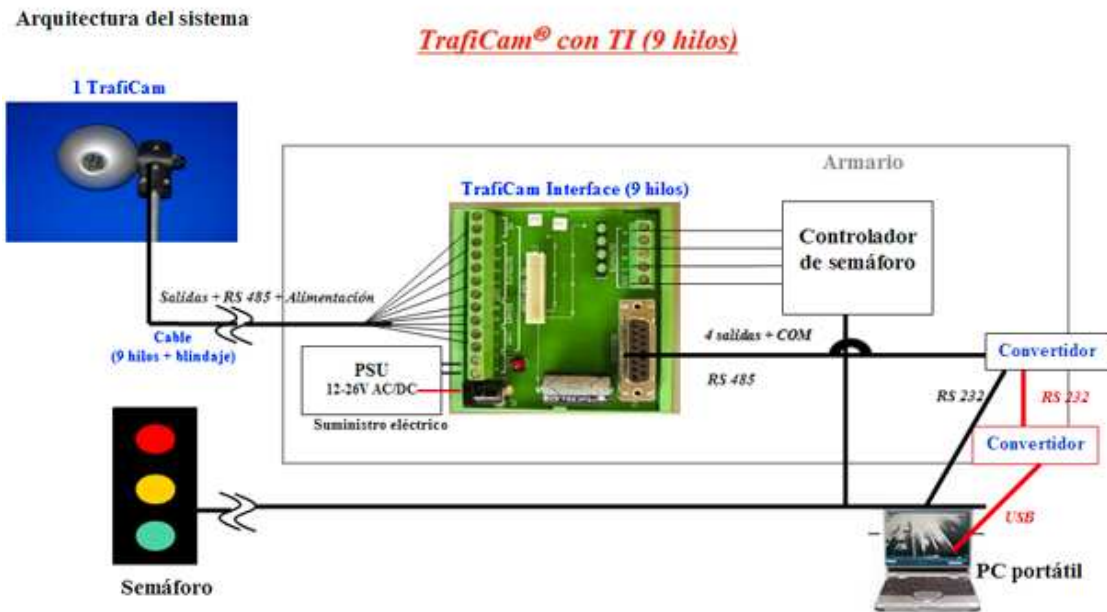 Arquitectura del sistema
TrafiCam® con TI (9 hilos)
1 TrafiCam
Armario
TrafiCam Interface (9 hilos)
Controlador
de semáforo
Salidas + RS 485 + Alimentación
Cable
(9 hilos + blindaje)
4 salidas + COM
Convertidor
PSU
12-26V AC/DC
RS 485
RS 232
RS 232
Suministro eléctrico
Convertidor
USB
PC portátil
Semáforo